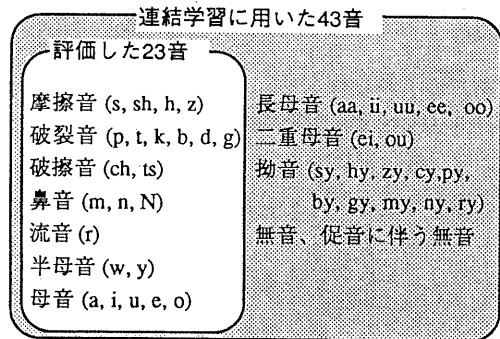 連結学習に用いた43音
評価した23音
摩擦音 (s, sh, h, z)
破裂音 (p, t, k, b, d, g)
破擦音 (ch, ts)
鼻音 (m, n, N)
流音 (r)
半母音 (w, y)
母音 (a, i, u, e, o)
長母音 (aa, ii, uu, ee, oo)
二重母音 (ei, ou)
拗音 (sy, hy, zy, cy,py,
by, gy, my, ny, ry)
無音、促音に伴う無音